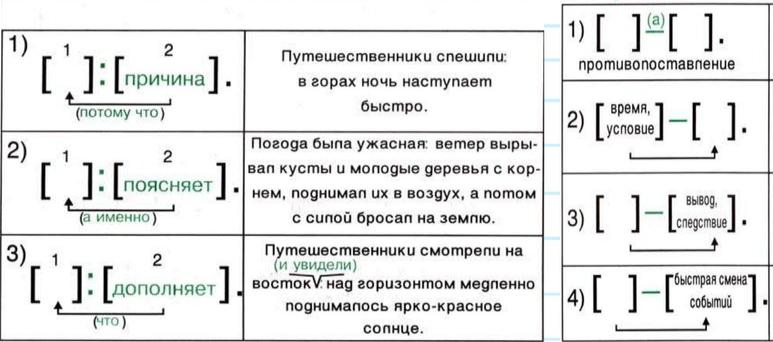 1)
1 2
[ ] : [причина].
(потому что)
Путешественники спешили:
в горах ночь наступает
быстро.
2)
1 2
[ ] : [поясняет].
(а именно)
Погода была ужасная: ветер выры-
вал кусты и молодые деревья с кор-
нем, поднимал их в воздух, а потом
с силой бросал на землю.
3)
1 2
[ ] : [дополняет].
(что)
Путешественники смотрели на
(и увидели)
восток V: над горизонтом медленно
поднималось ярко-красное
солнце.
1) [ ] (а) — [ ].
противопоставление
2) [время,
условие] — [ ].
3) [ ] — [вывод,
следствие].
4) [ ] — [быстрая смена
событий].